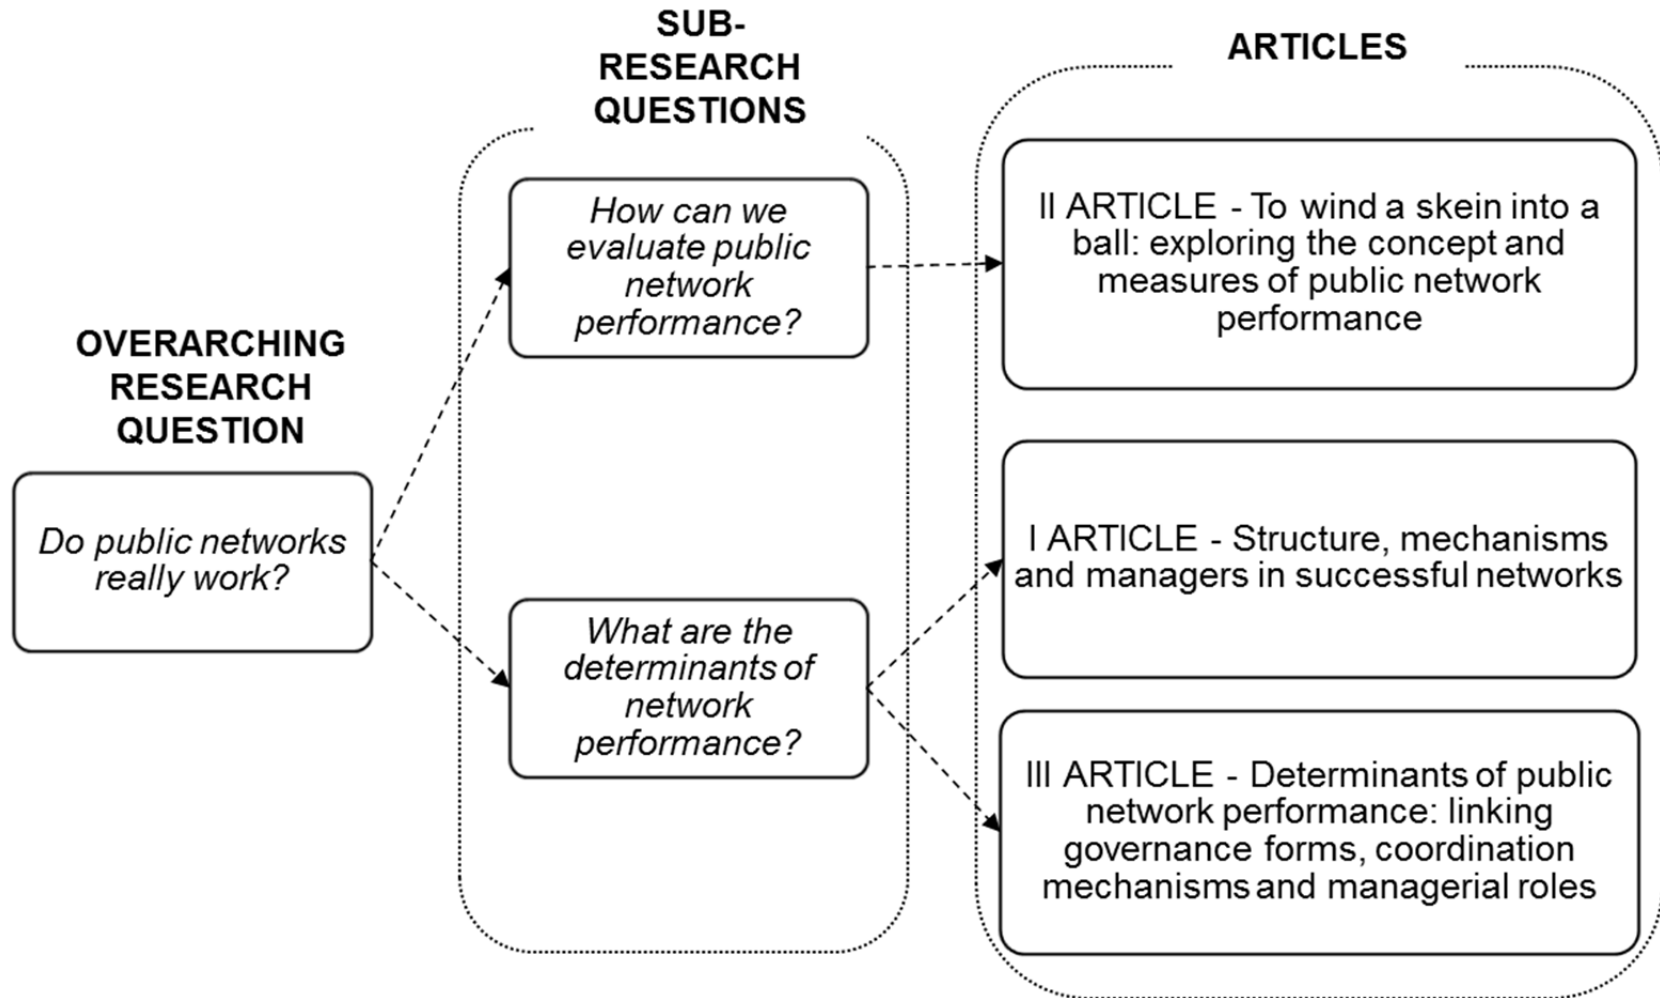 OVERARCHING
RESEARCH
QUESTION
Do public networks
really work?
SUB-
RESEARCH
QUESTIONS
How can we
evaluate public
network
performance?
What are the
determinants of
network
performance?
ARTICLES
II ARTICLE - To wind a skein into a
ball: exploring the concept and
measures of public network
performance
I ARTICLE - Structure, mechanisms
and managers in successful networks
III ARTICLE - Determinants of public
network performance: linking
governance forms, coordination
mechanisms and managerial roles